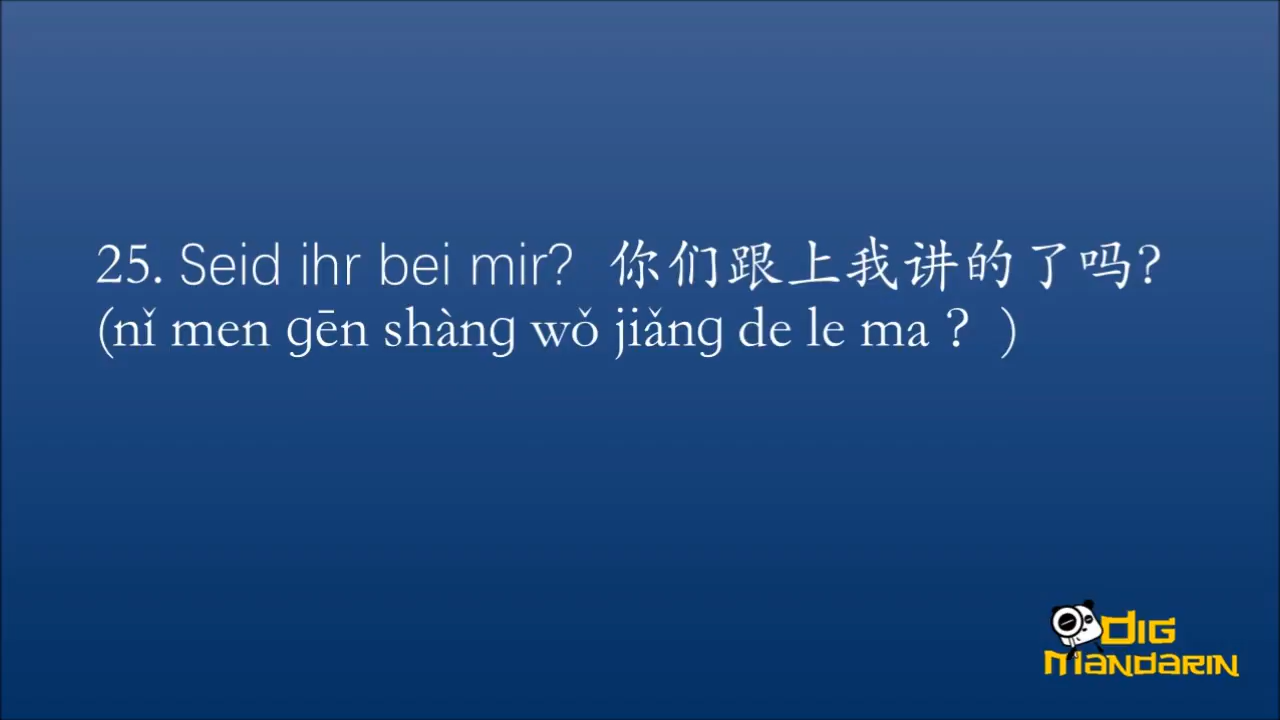 25. Seid ihr bei mir? 你们跟上我讲的了吗?
(nǐ men gēn shàng wǒ jiǎng de le ma ？ )
DIG
MANDARIN